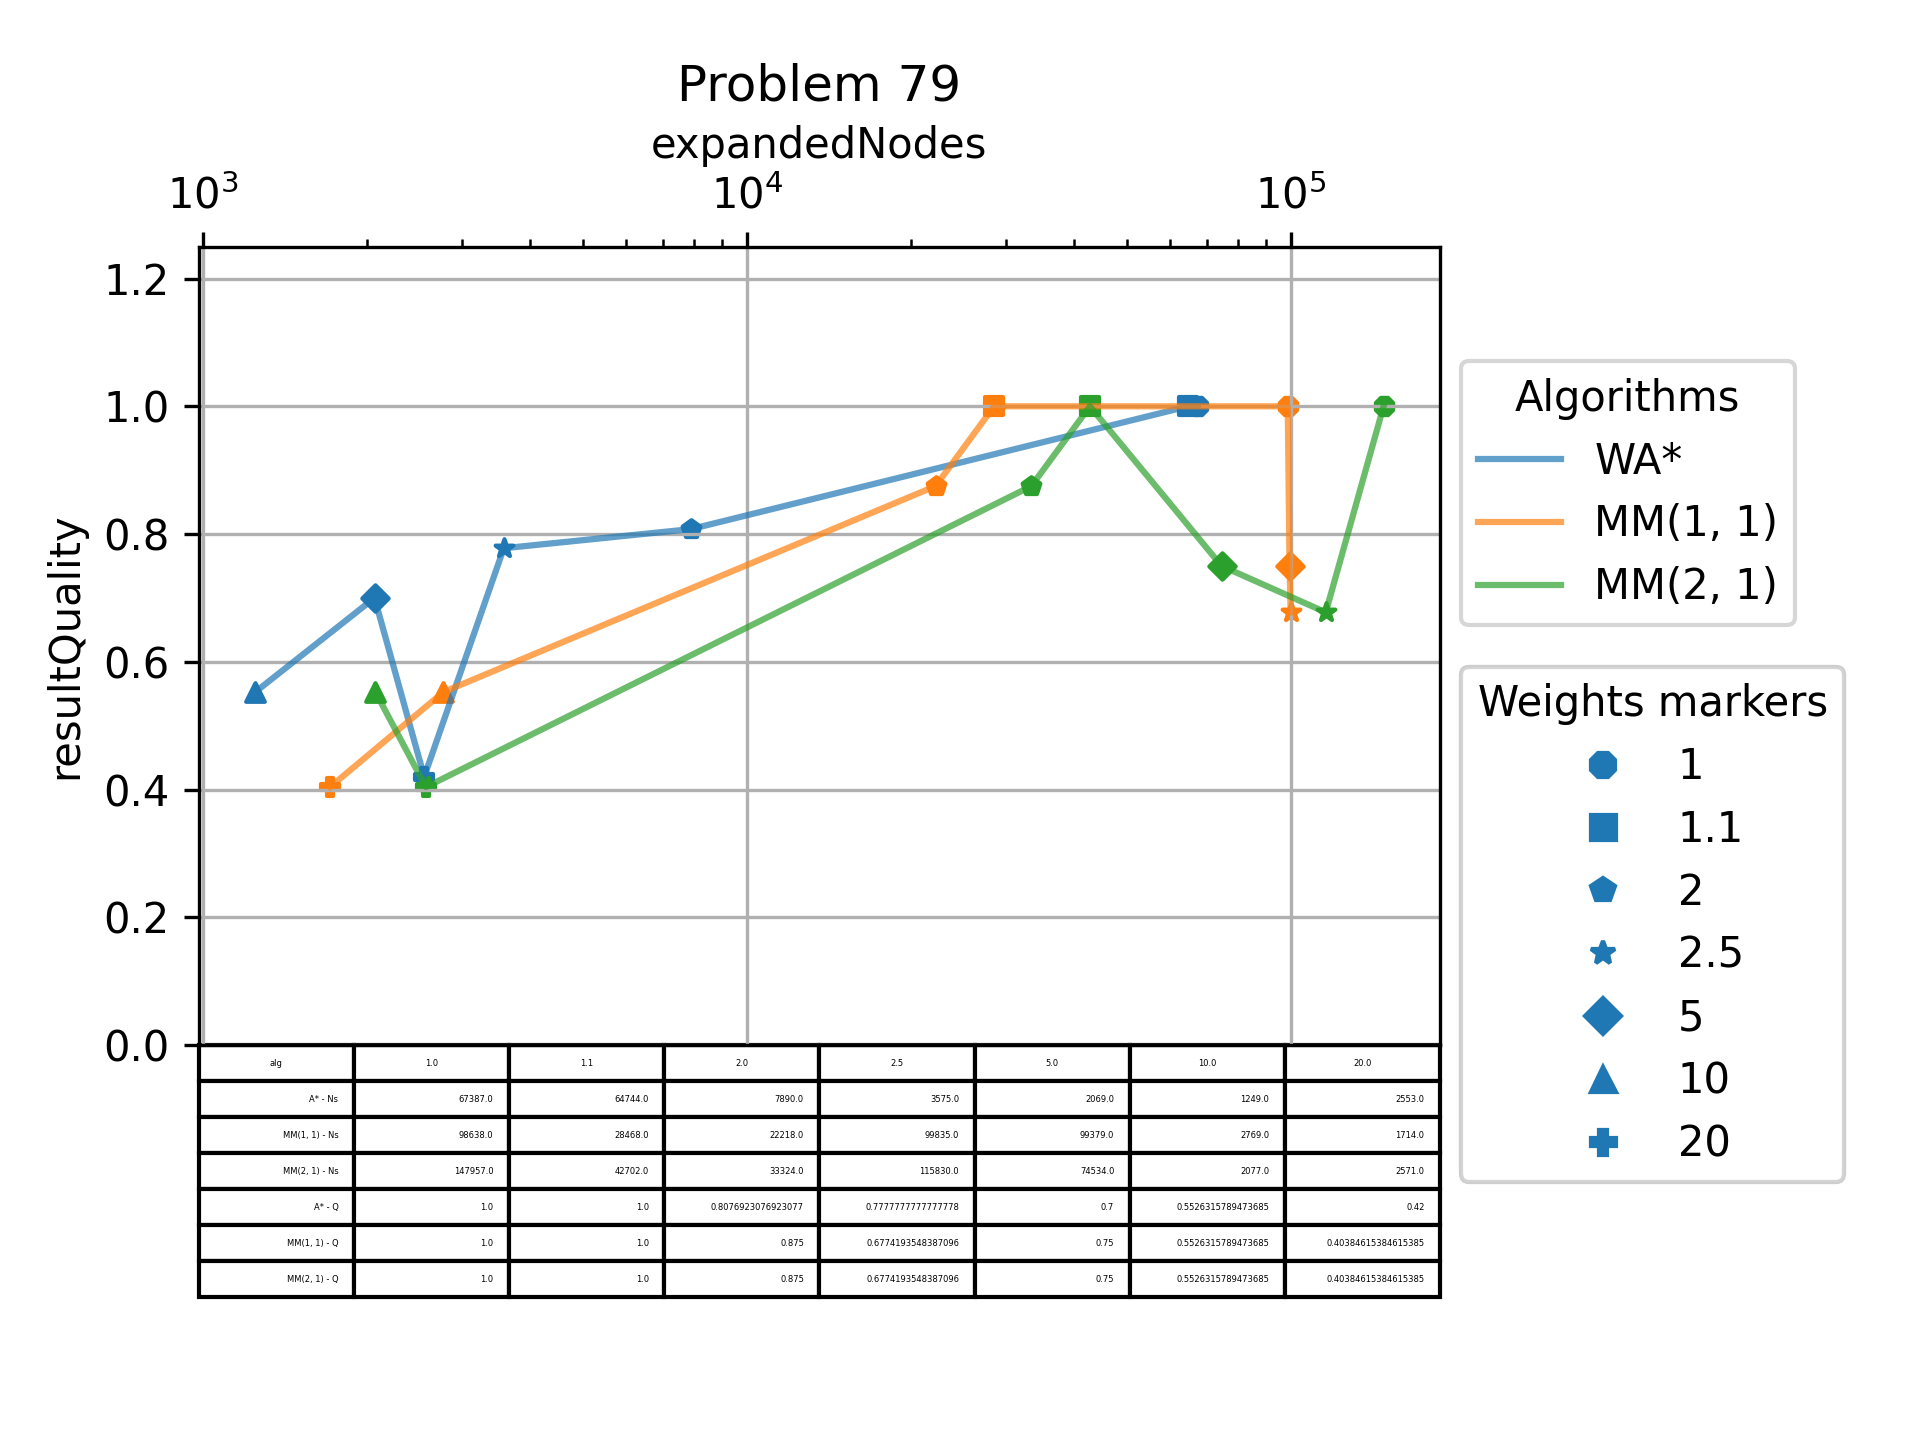 Problem 79
expandedNodes
10³ 10⁴ 10⁵
1.2
1.0
0.8
0.6
0.4
0.2
0.0
resultQuality
Algorithms
WA*
MM(1, 1)
MM(2, 1)
Weights markers
1
1.1
2
2.5
5
10
20
alg 1.0 1.1 2.0 2.5 5.0 10.0 20.0
A* - Ns 67387.0 64744.0 7890.0 3575.0 2069.0 1249.0 2553.0
MM(1, 1) - Ns 98638.0 28468.0 22218.0 99835.0 99379.0 2769.0 1714.0
MM(2, 1) - Ns 147957.0 42702.0 33324.0 115830.0 74534.0 2077.0 2571.0
A* - Q 1.0 1.0 0.8076923076923077 0.7777777777777778 0.7 0.5526315789473685 0.42
MM(1, 1) - Q 1.0 1.0 0.875 0.6774193548387096 0.75 0.5526315789473685 0.40384615384615385
MM(2, 1) - Q 1.0 1.0 0.875 0.6774193548387096 0.75 0.5526315789473685 0.40384615384615385